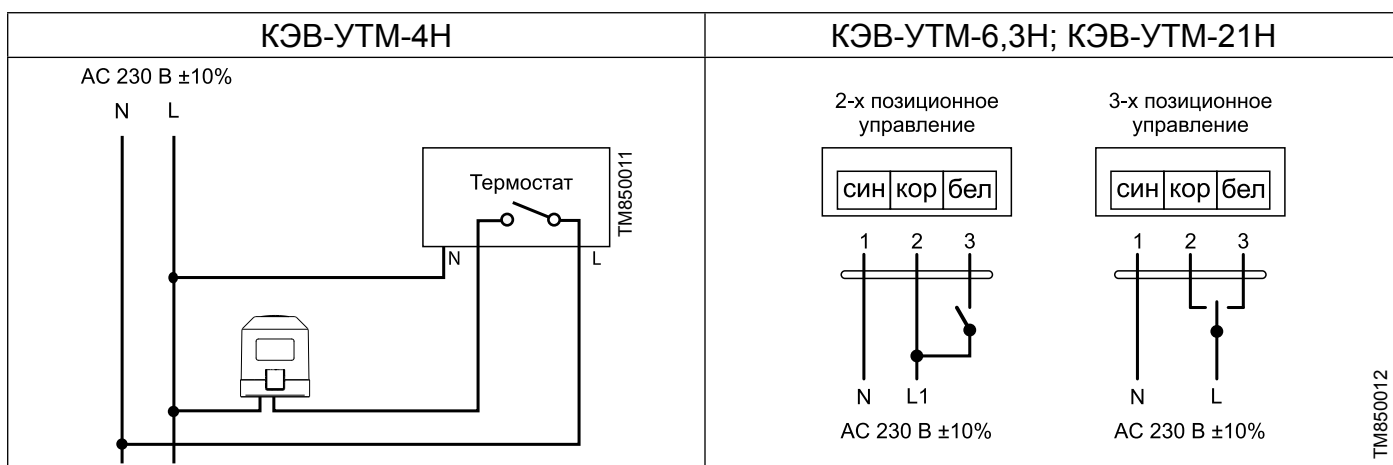 КЭВ-УТМ-4Н
КЭВ-УТМ-6,3Н; КЭВ-УТМ-21Н
AC 230 В ±10%
N L
Термостат
TM850011
N L
2-х позиционное
управление
син кор бел
1 2 3
N L1
AC 230 В ±10%
3-х позиционное
управление
син кор бел
1 2 3
N L
AC 230 В ±10%
TM850012